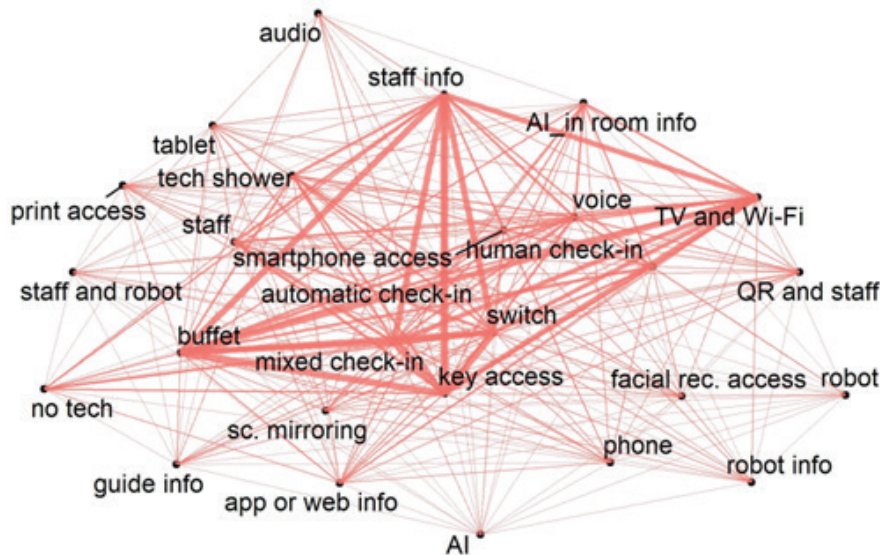 audio
staff info
AI_in room info
tablet
tech shower
print access
voice
TV and Wi-Fi
staff
smartphone access
human check-in
staff and robot
automatic check-in
QR and staff
switch
buffet
mixed check-in
key access
facial rec. access
robot
no tech
sc. mirroring
phone
robot info
guide info
app or web info
AI